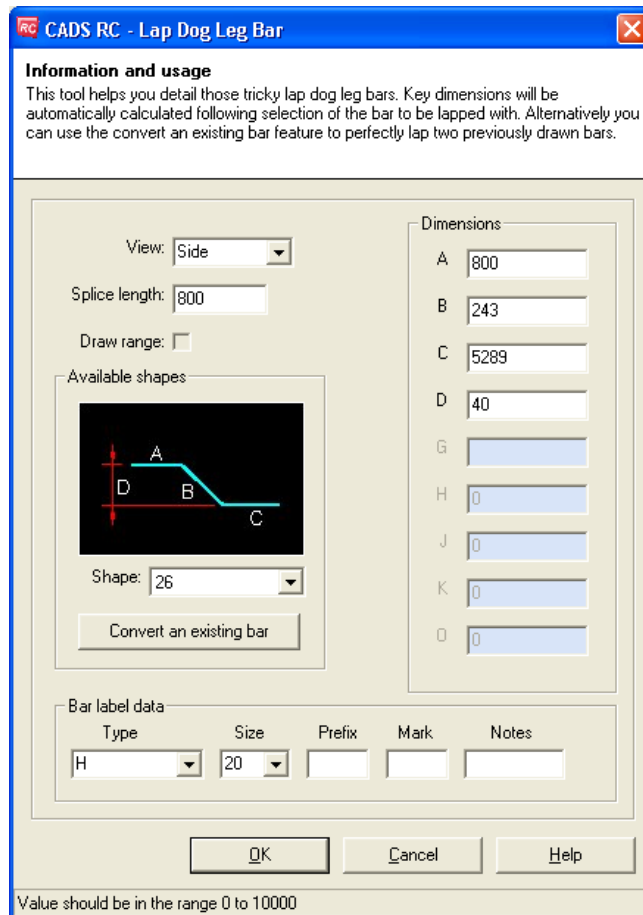 RC CADS RC - Lap Dog Leg Bar
Information and usage
This tool helps you detail those tricky lap dog leg bars. Key dimensions will be
automatically calculated following selection of the bar to be lapped with. Alternatively you
can use the convert an existing bar feature to perfectly lap two previously drawn bars.
View: Side
Splice length: 800
Draw range:
Available shapes
A
D
B
C
Shape: 26
Convert an existing bar
Dimensions
A 800
B 243
C 5289
D 40
G
H 0
J 0
K 0
O 0
Bar label data
Type Size Prefix Mark Notes
H 20
OK Cancel Help
Value should be in the range 0 to 10000